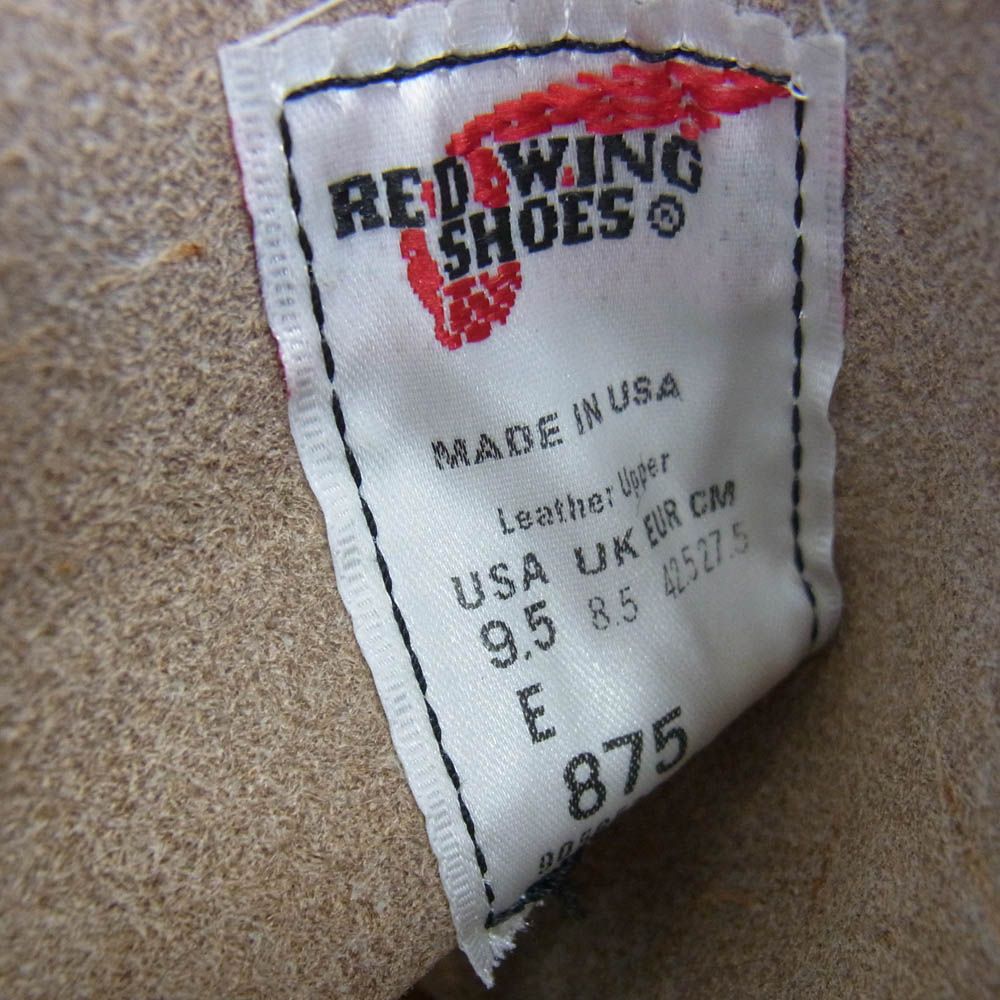 RED WING
SHOES ®
MADE IN USA
Leather Upper
USA UK EUR CM
9.5 8.5 42.5 27.5
E
875